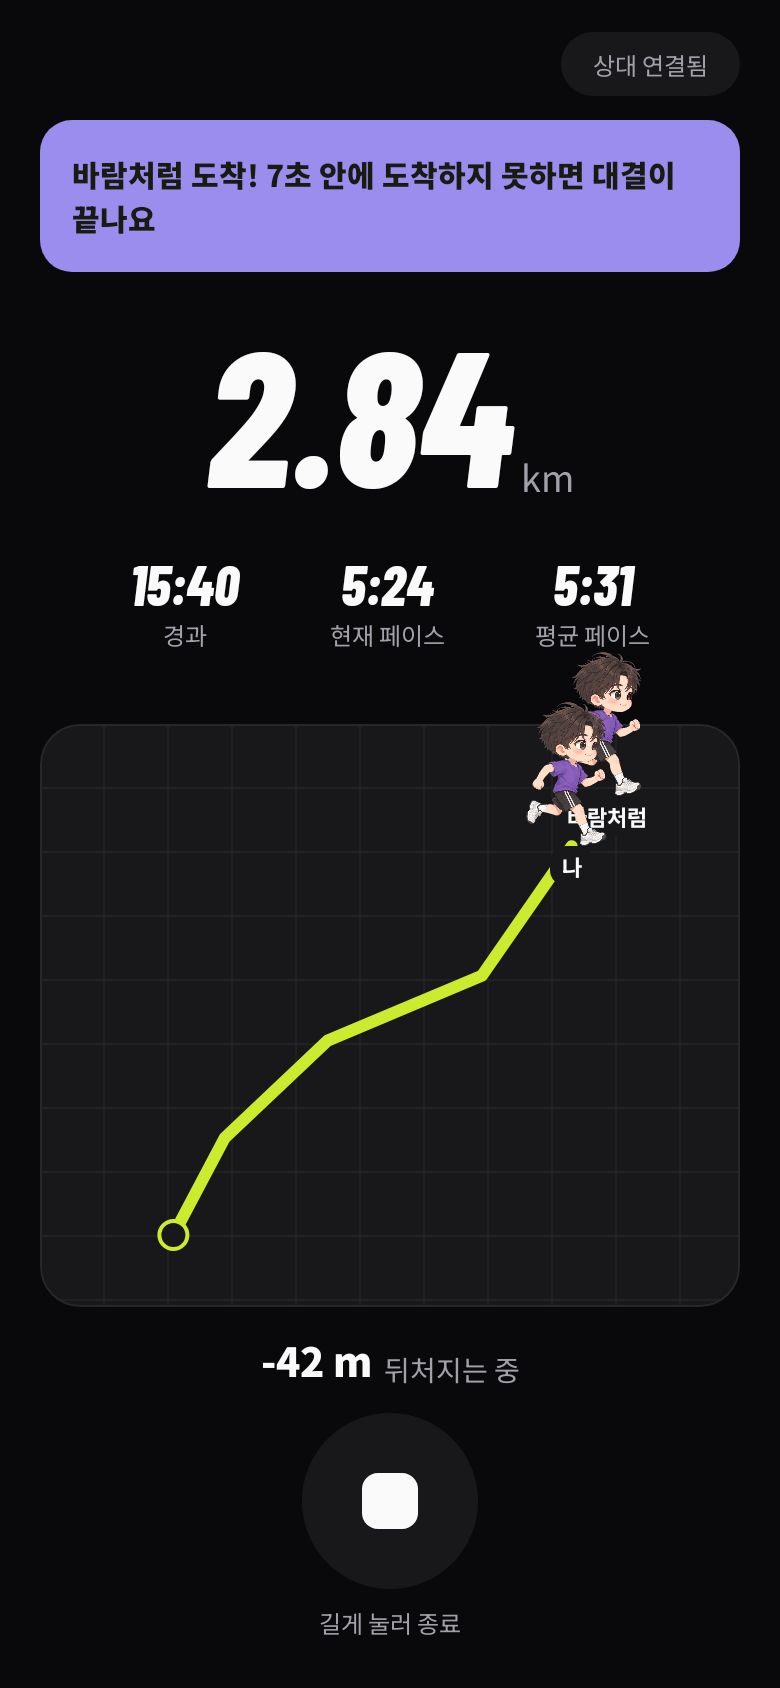 상대 연결됨
바람처럼 도착! 7초 안에 도착하지 못하면 대결이
끝나요
2.84 km
15:40 5:24 5:31
경과 현재 페이스 평균 페이스
바람처럼
나
-42 m 뒤처지는 중
길게 눌러 종료